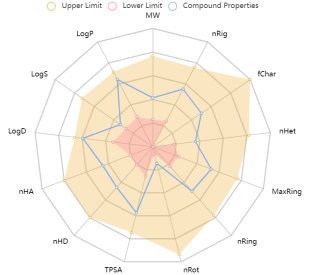 Upper Limit Lower Limit Compound Properties
MW
LogP nRig
LogS fChar
LogD nHet
nHA MaxRing
nHD nRing
TPSA nRot